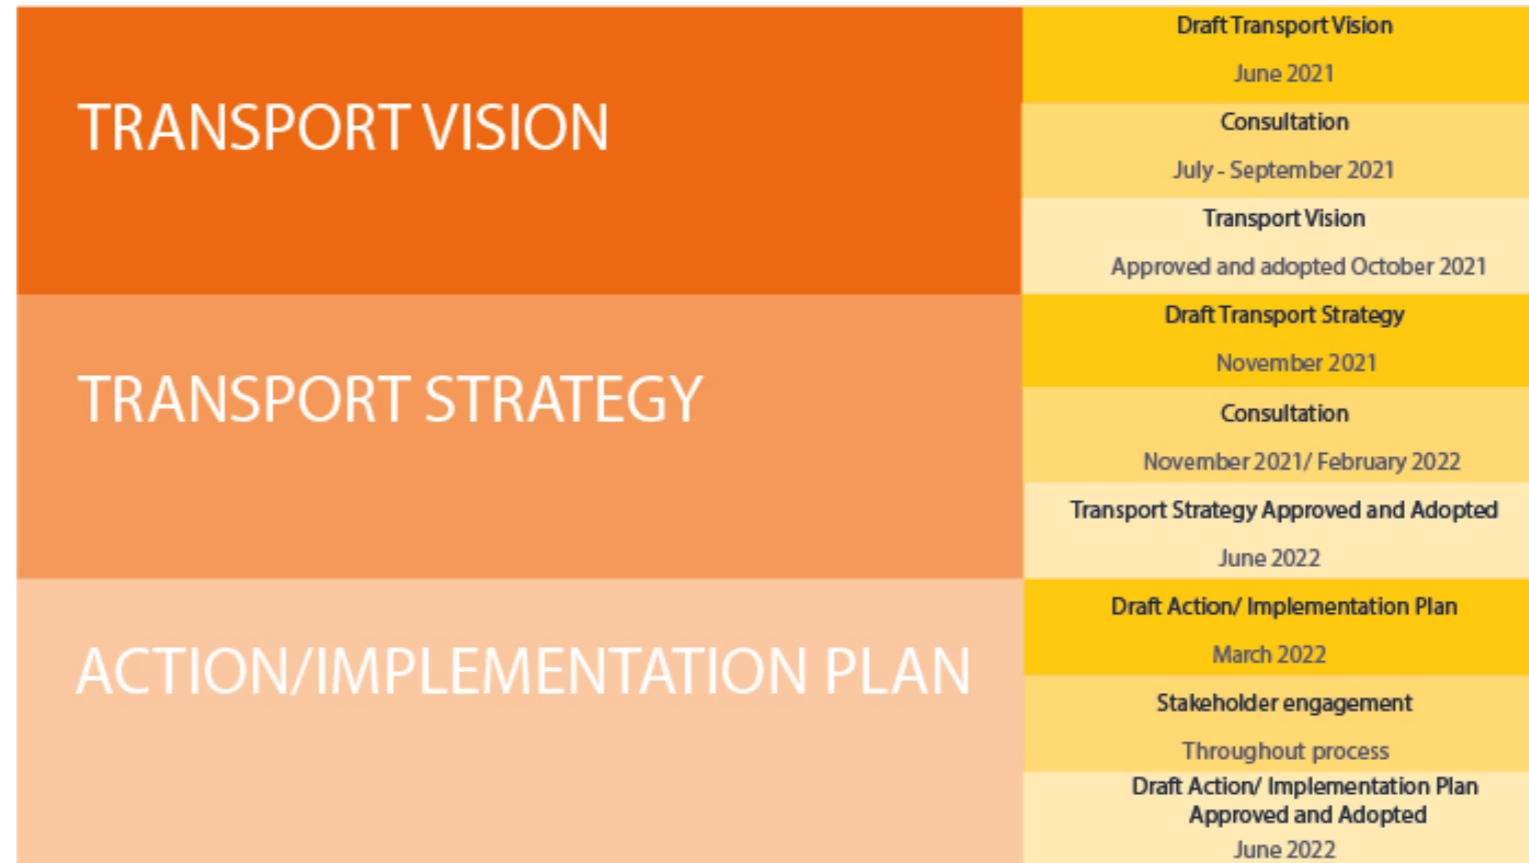 TRANSPORT VISION
Draft Transport Vision
June 2021
Consultation
July - September 2021
Transport Vision
Approved and adopted October 2021
TRANSPORT STRATEGY
Draft Transport Strategy
November 2021
Consultation
November 2021/ February 2022
Transport Strategy Approved and Adopted
June 2022
ACTION/IMPLEMENTATION PLAN
Draft Action/ Implementation Plan
March 2022
Stakeholder engagement
Throughout process
Draft Action/ Implementation Plan
Approved and Adopted
June 2022